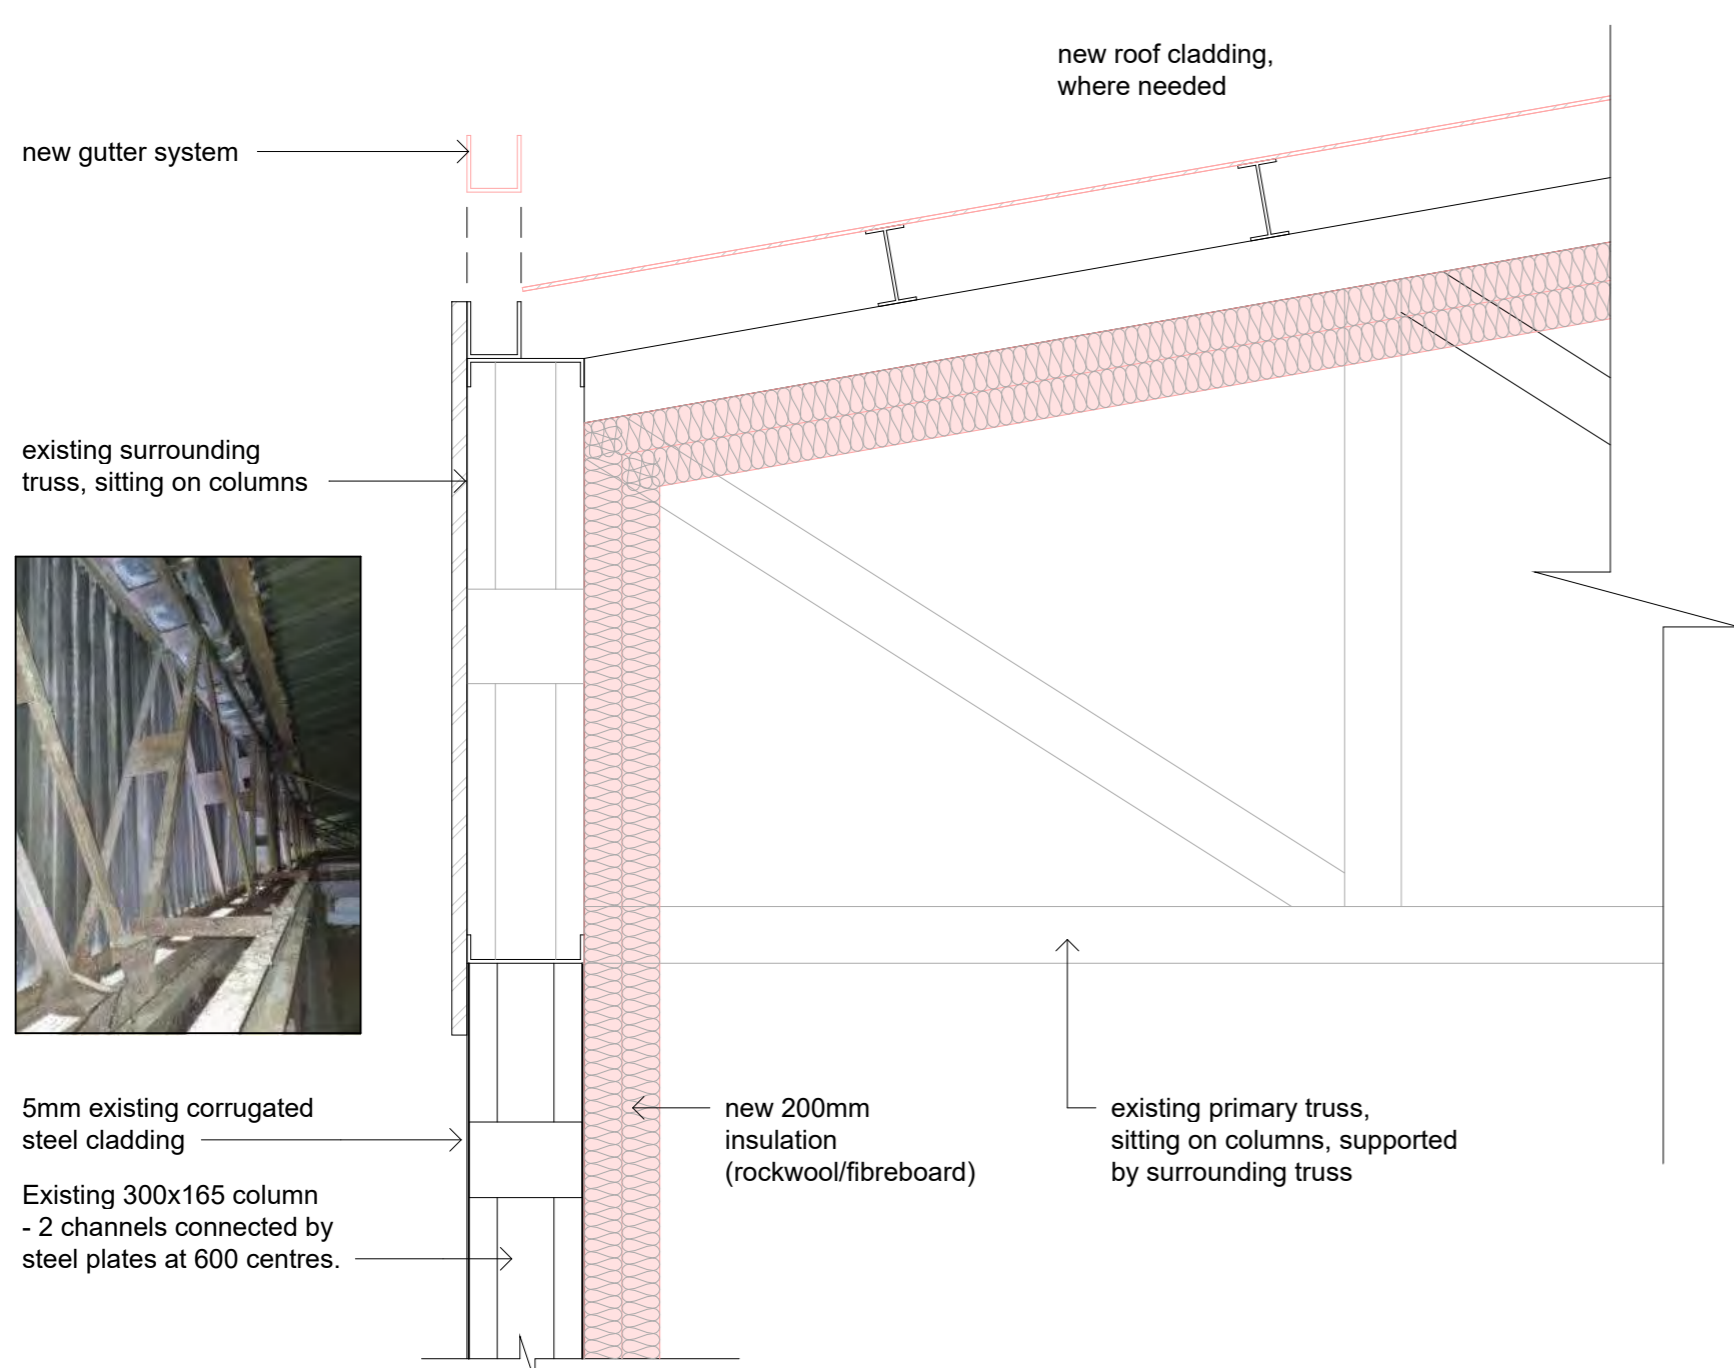 new roof cladding,
where needed
new gutter system
existing surrounding
truss, sitting on columns
5mm existing corrugated
steel cladding
Existing 300x165 column
- 2 channels connected by
steel plates at 600 centres.
new 200mm
insulation
(rockwool/fibreboard)
existing primary truss,
sitting on columns, supported
by surrounding truss